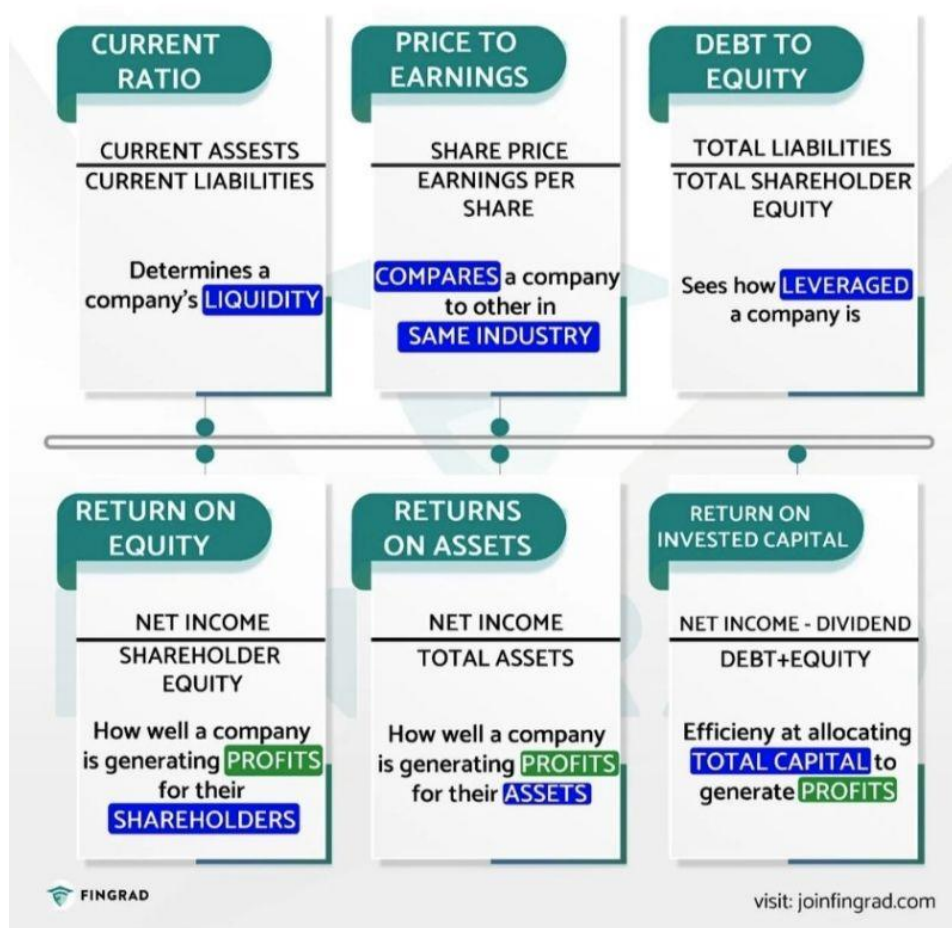 CURRENT
RATIO
CURRENT ASSESTS
CURRENT LIABILITIES
Determines a
company's LIQUIDITY
PRICE TO
EARNINGS
SHARE PRICE
EARNINGS PER
SHARE
COMPARES a company
to other in
SAME INDUSTRY
DEBT TO
EQUITY
TOTAL LIABILITIES
TOTAL SHAREHOLDER
EQUITY
Sees how LEVERAGED
a company is
RETURN ON
EQUITY
NET INCOME
SHAREHOLDER
EQUITY
How well a company
is generating PROFITS
for their
SHAREHOLDERS
RETURNS
ON ASSETS
NET INCOME
TOTAL ASSETS
How well a company
is generating PROFITS
for their ASSETS
RETURN ON
INVESTED CAPITAL
NET INCOME - DIVIDEND
DEBT+EQUITY
Efficieny at allocating
TOTAL CAPITAL to
generate PROFITS
FINGRAD
visit: joinfingrad.com